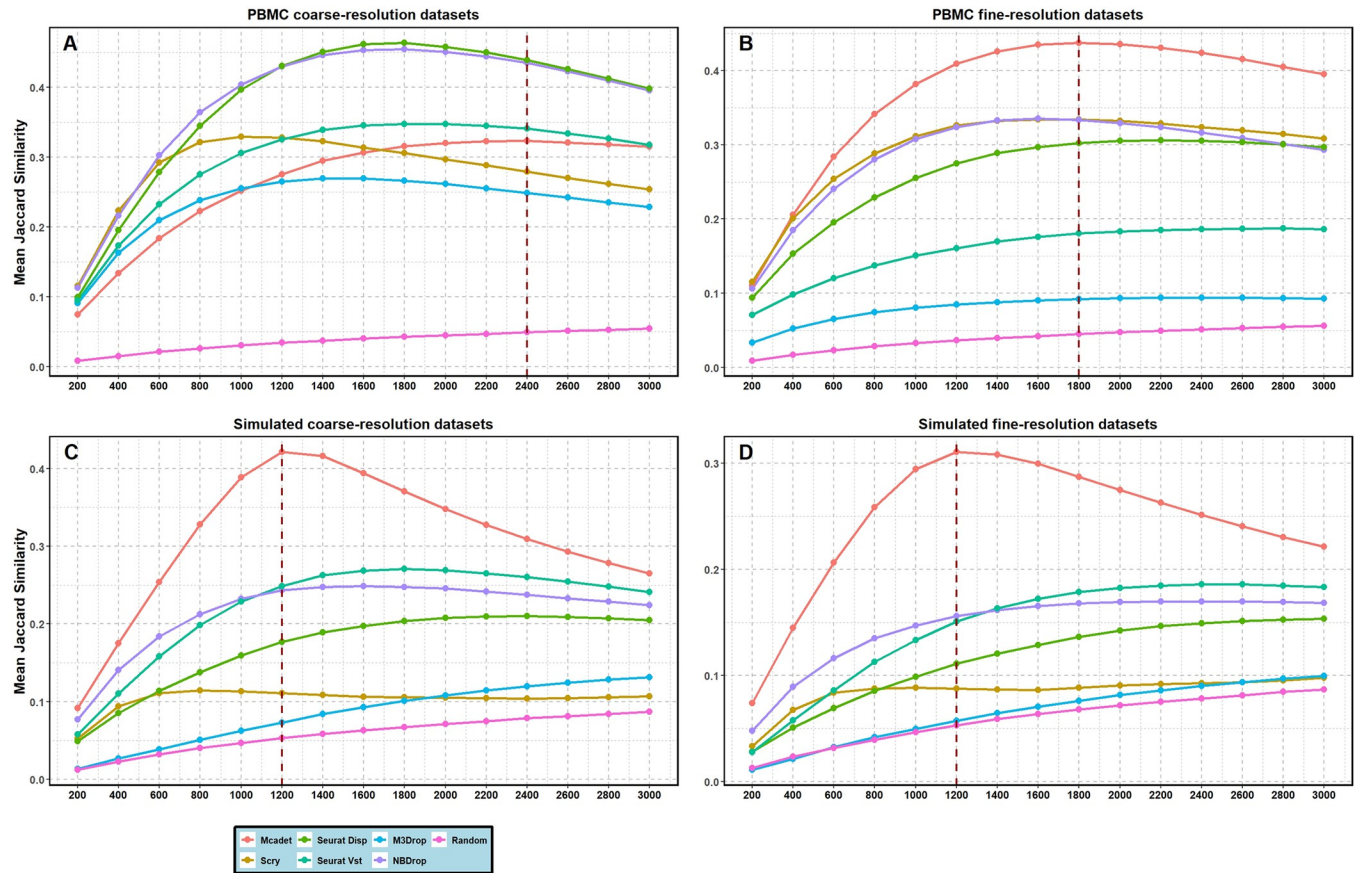 PBMC coarse-resolution datasets
A
Mean Jaccard Similarity
0.4
0.3
0.2
0.1
0.0
200 400 600 800 1000 1200 1400 1600 1800 2000 2200 2400 2600 2800 3000
PBMC fine-resolution datasets
B
0.4
0.3
0.2
0.1
0.0
200 400 600 800 1000 1200 1400 1600 1800 2000 2200 2400 2600 2800 3000
Simulated coarse-resolution datasets
C
Mean Jaccard Similarity
0.4
0.3
0.2
0.1
0.0
200 400 600 800 1000 1200 1400 1600 1800 2000 2200 2400 2600 2800 3000
Simulated fine-resolution datasets
D
0.3
0.2
0.1
0.0
200 400 600 800 1000 1200 1400 1600 1800 2000 2200 2400 2600 2800 3000
Mcadet Seurat Disp M3Drop Random
Scry Seurat Vst NBDrop